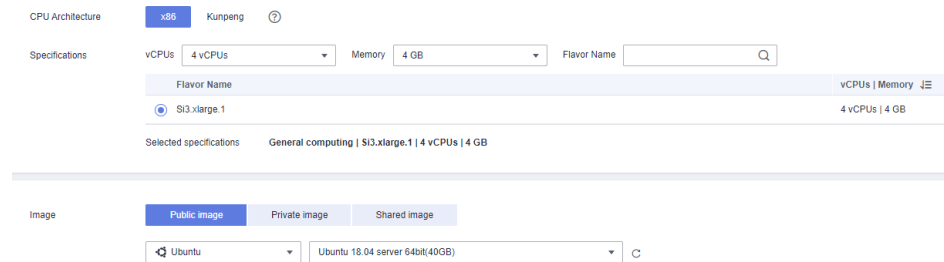 CPU Architecture x86 Kunpeng ?
Specifications vCPUs 4 vCPUs Memory 4 GB Flavor Name
Flavor Name vCPUs | Memory
Si3.xlarge.1 4 vCPUs | 4 GB
Selected specifications General computing | Si3.xlarge.1 | 4 vCPUs | 4 GB
Image Public image Private image Shared image
Ubuntu Ubuntu 18.04 server 64bit(40GB)